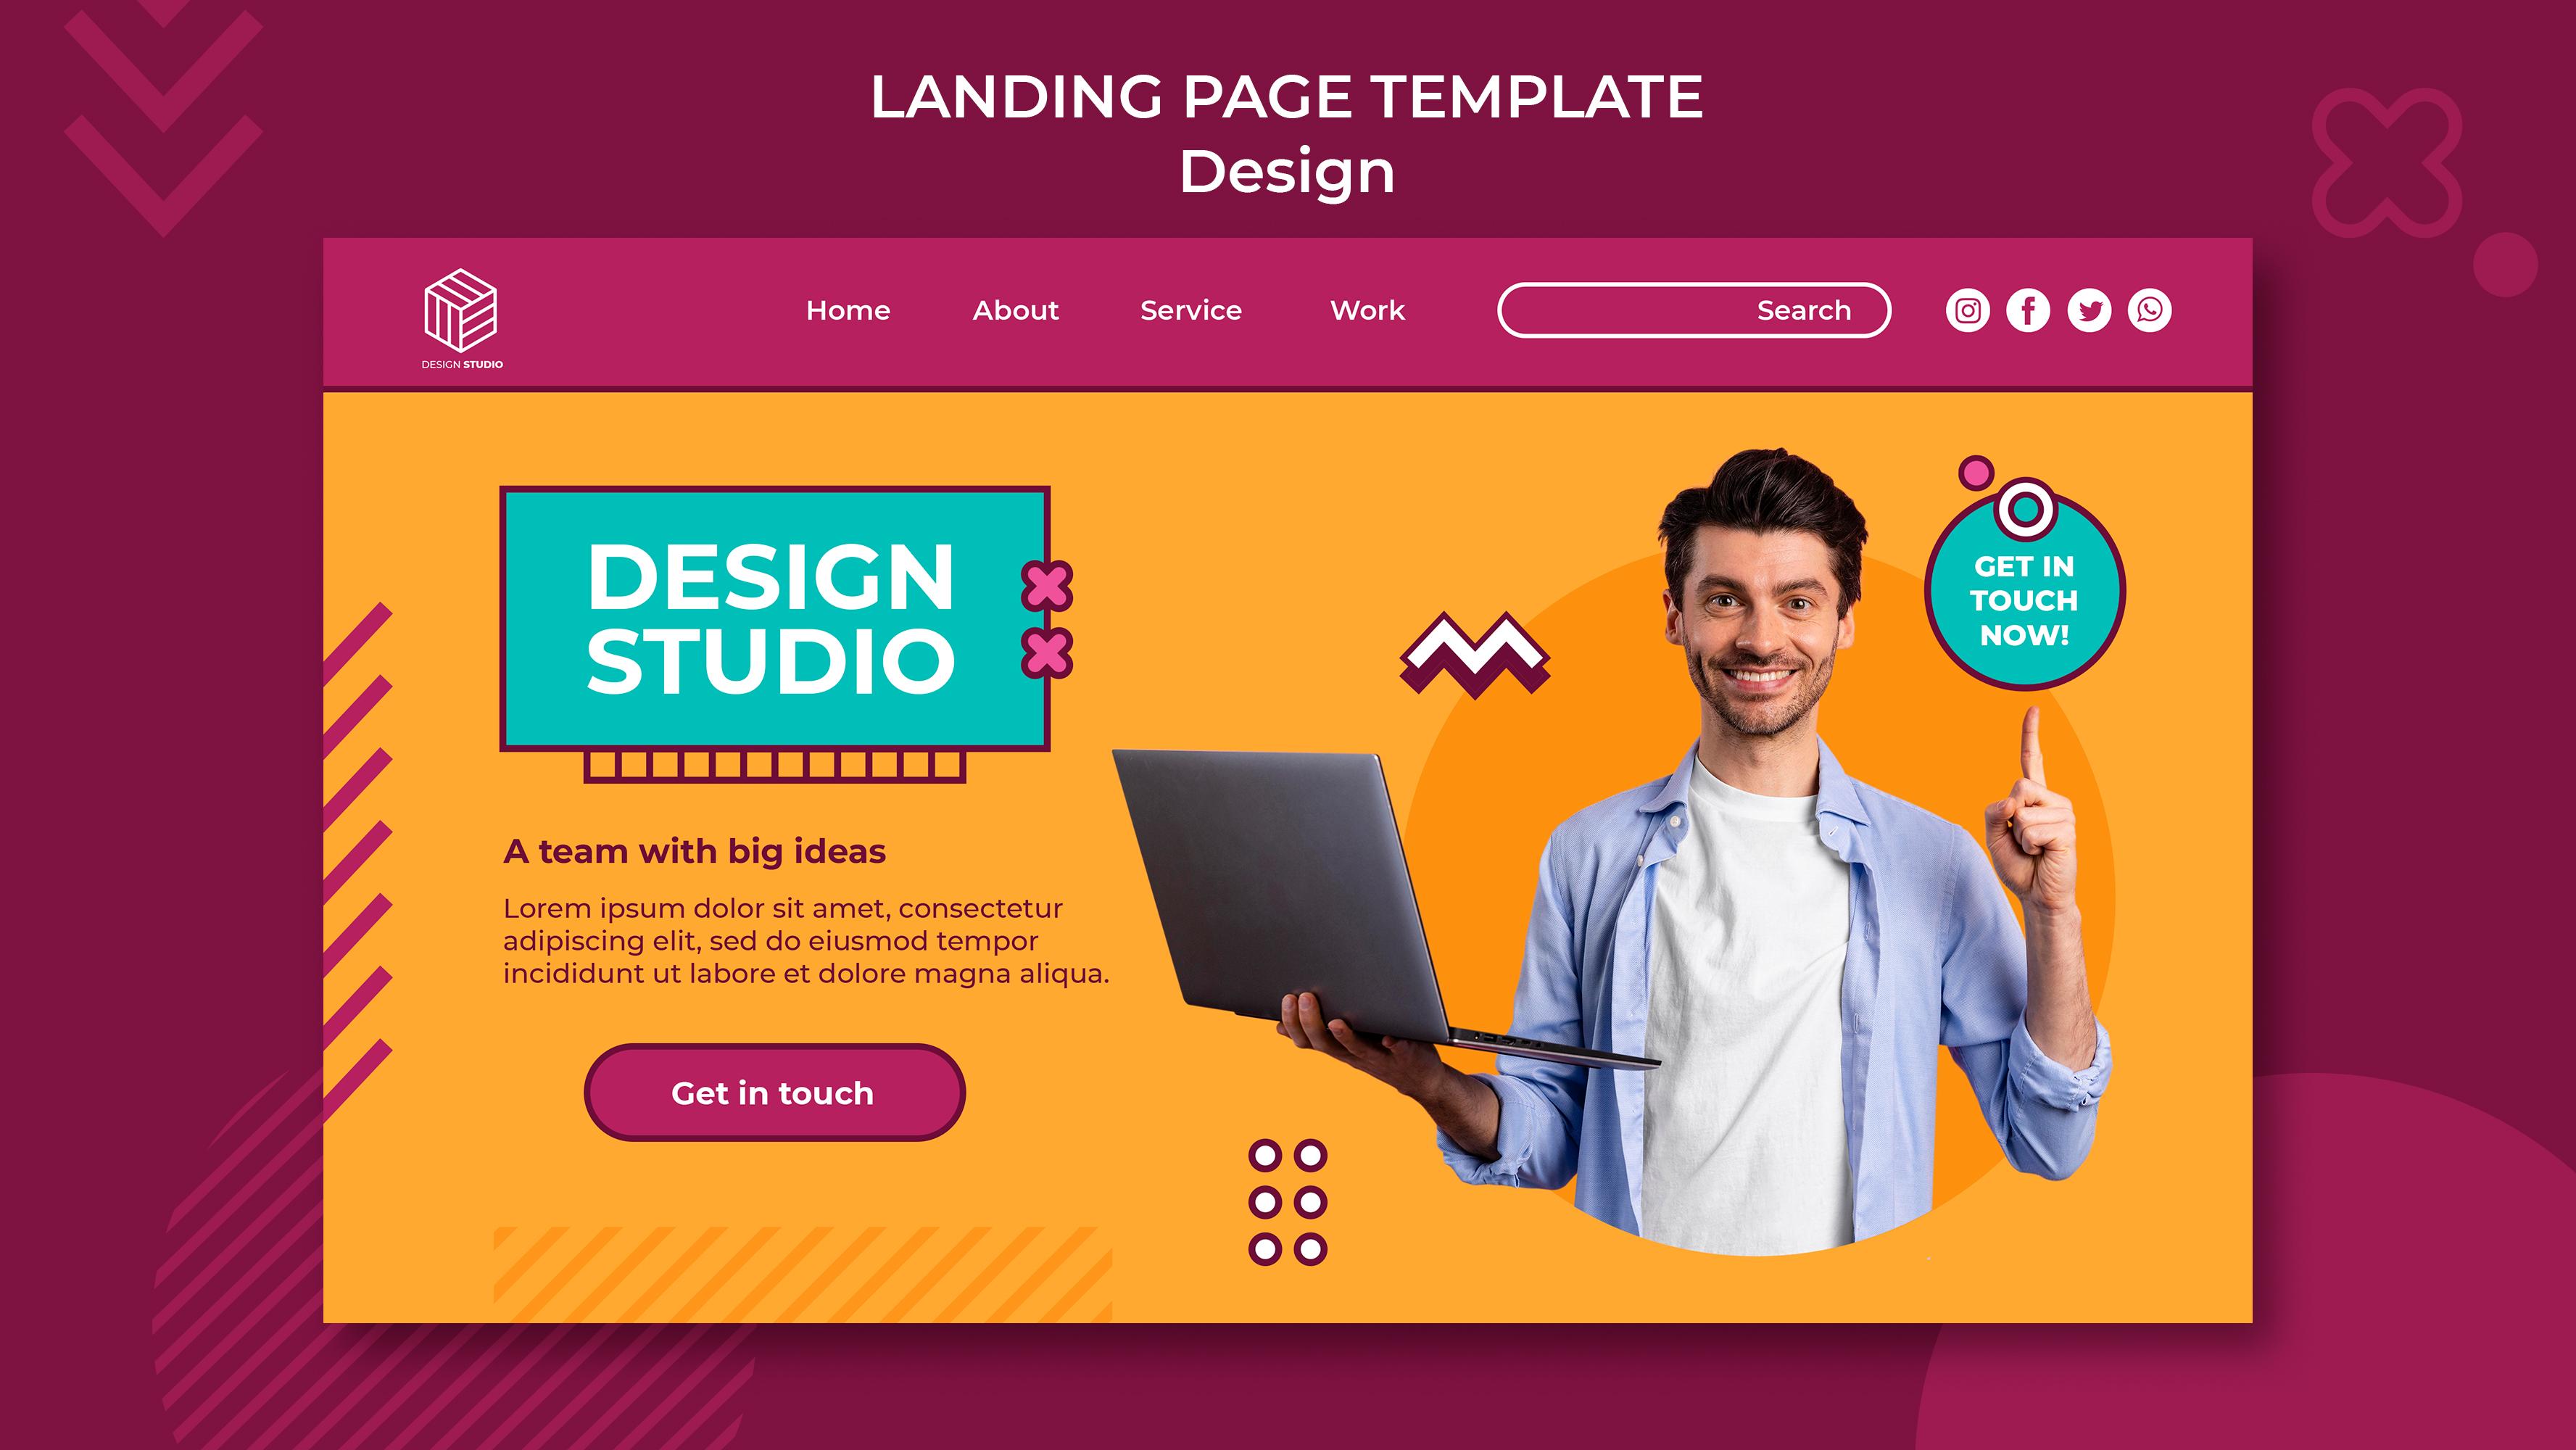 LANDING PAGE TEMPLATE
Design
DESIGN STUDIO
Home
About
Service
Work
Search
DESIGN
STUDIO
GET IN
TOUCH
NOW!
A team with big ideas
Lorem ipsum dolor sit amet, consectetur
adipiscing elit, sed do eiusmod tempor
incididunt ut labore et dolore magna aliqua.
Get in touch